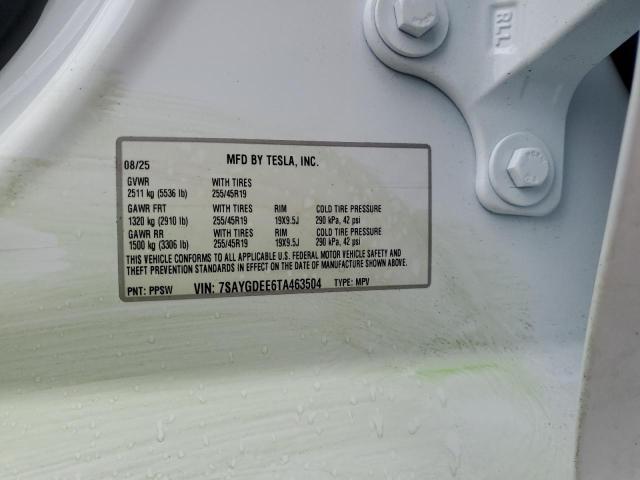 RLL
08/25 MFD BY TESLA, INC.
GVWR WITH TIRES
2511 kg (5536 lb) 255/45R19
GAWR FRT WITH TIRES RIM COLD TIRE PRESSURE
1320 kg (2910 lb) 255/45R19 19X9.5J 290 kPa, 42 psi
GAWR RR WITH TIRES RIM COLD TIRE PRESSURE
1500 kg (3306 lb) 255/45R19 19X9.5J 290 kPa, 42 psi
THIS VEHICLE CONFORMS TO ALL APPLICABLE U.S. FEDERAL MOTOR VEHICLE SAFETY AND
THEFT PREVENTION STANDARDS IN EFFECT ON THE DATE OF MANUFACTURE SHOWN ABOVE.
PNT: PPSW VIN: 7SAYGDEE6TA463504 TYPE: MPV